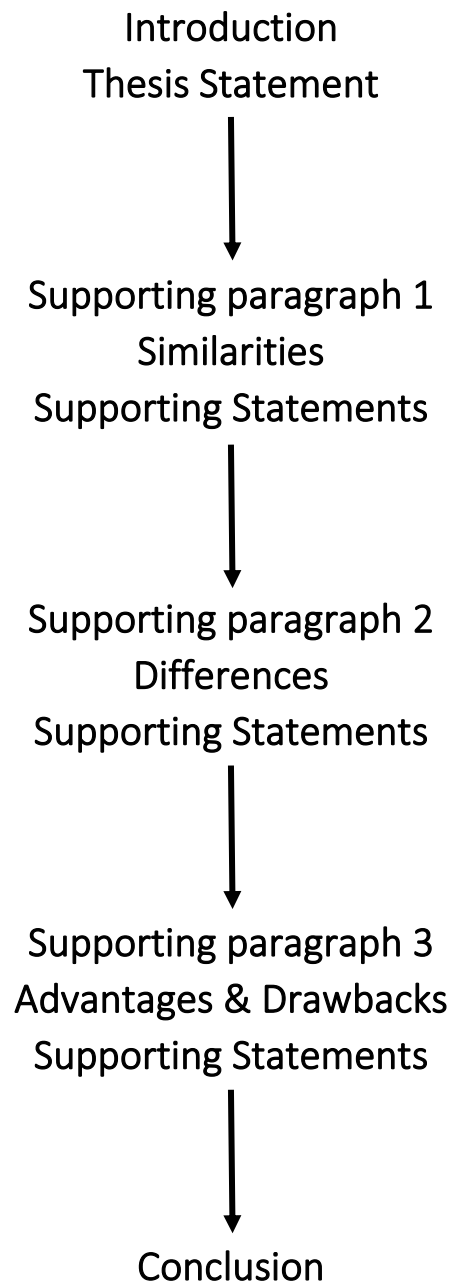 Introduction
Thesis Statement
Supporting paragraph 1
Similarities
Supporting Statements
Supporting paragraph 2
Differences
Supporting Statements
Supporting paragraph 3
Advantages & Drawbacks
Supporting Statements
Conclusion